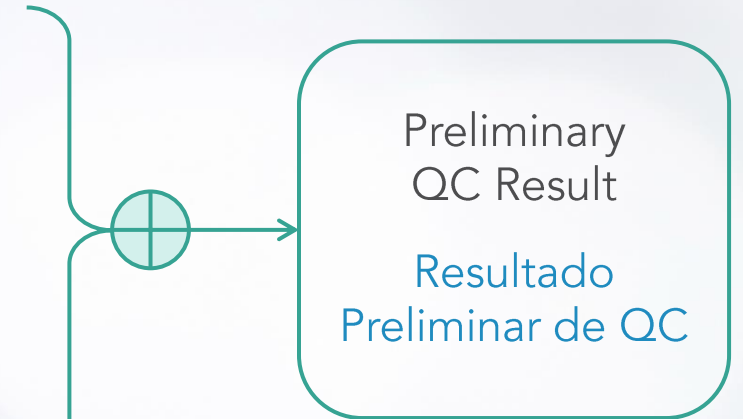 Preliminary
QC Result
Resultado
Preliminar de QC